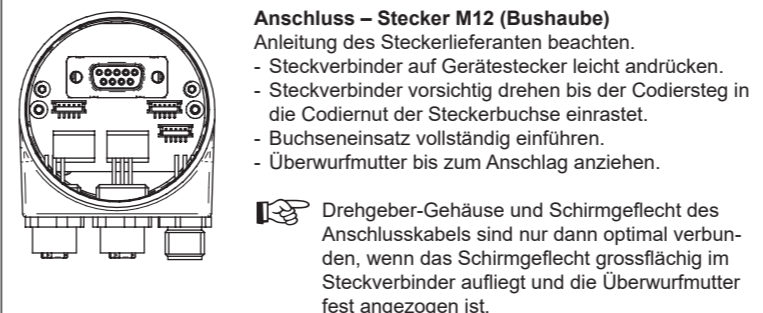 Anschluss – Stecker M12 (Bushaube)
Anleitung des Steckerlieferanten beachten.
- Steckverbinder auf Gerätestecker leicht andrücken.
- Steckverbinder vorsichtig drehen bis der Codiersteg in
die Codiernut der Steckerbuchse einrastet.
- Buchseneinsatz vollständig einführen.
- Überwurfmutter bis zum Anschlag anziehen.
Drehgeber-Gehäuse und Schirmgeflecht des
Anschlusskabels sind nur dann optimal verbun-
den, wenn das Schirmgeflecht grossflächig im
Steckverbinder aufliegt und die Überwurfmutter
fest angezogen ist.